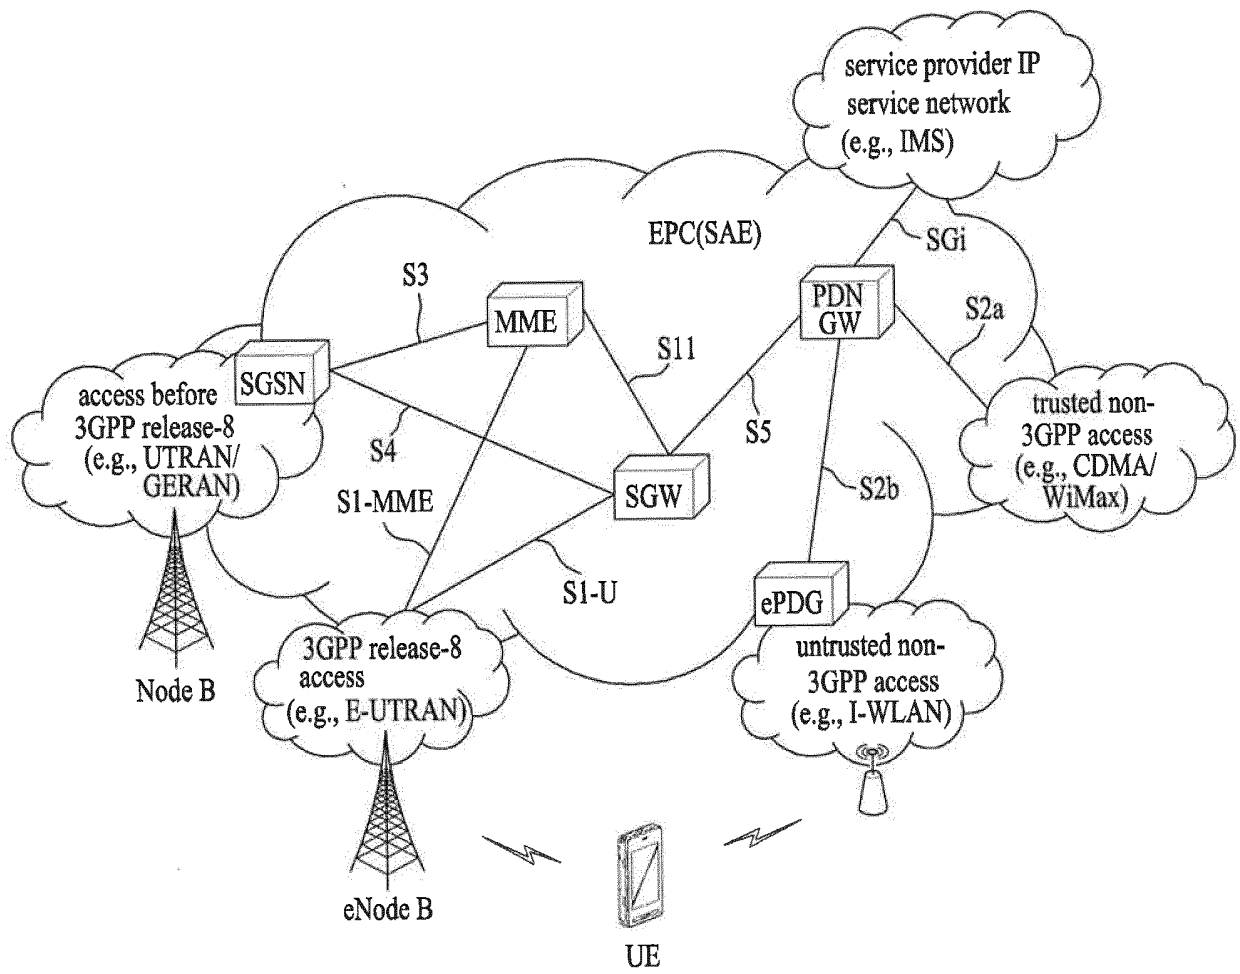 service provider IP
service network
(e.g., IMS)
EPC(SAE)
SGi
S3
MME
PDN
GW
S2a
S11
SGSN
access before
3GPP release-8
(e.g., UTRAN/
GERAN)
S4
S5
trusted non-
3GPP access
(e.g., CDMA/
WiMax)
S1-MME
SGW
S2b
S1-U
ePDG
3GPP release-8
access
(e.g., E-UTRAN)
untrusted non-
3GPP access
(e.g., I-WLAN)
Node B
eNode B
UE